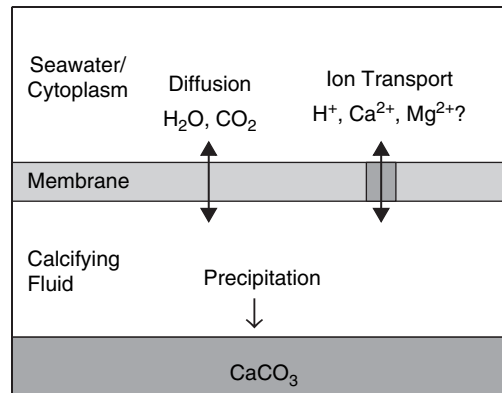 Seawater/
Cytoplasm
Diffusion
H₂O, CO₂
Ion Transport
H⁺, Ca²⁺, Mg²⁺?
Membrane
Calcifying
Fluid
Precipitation
CaCO₃